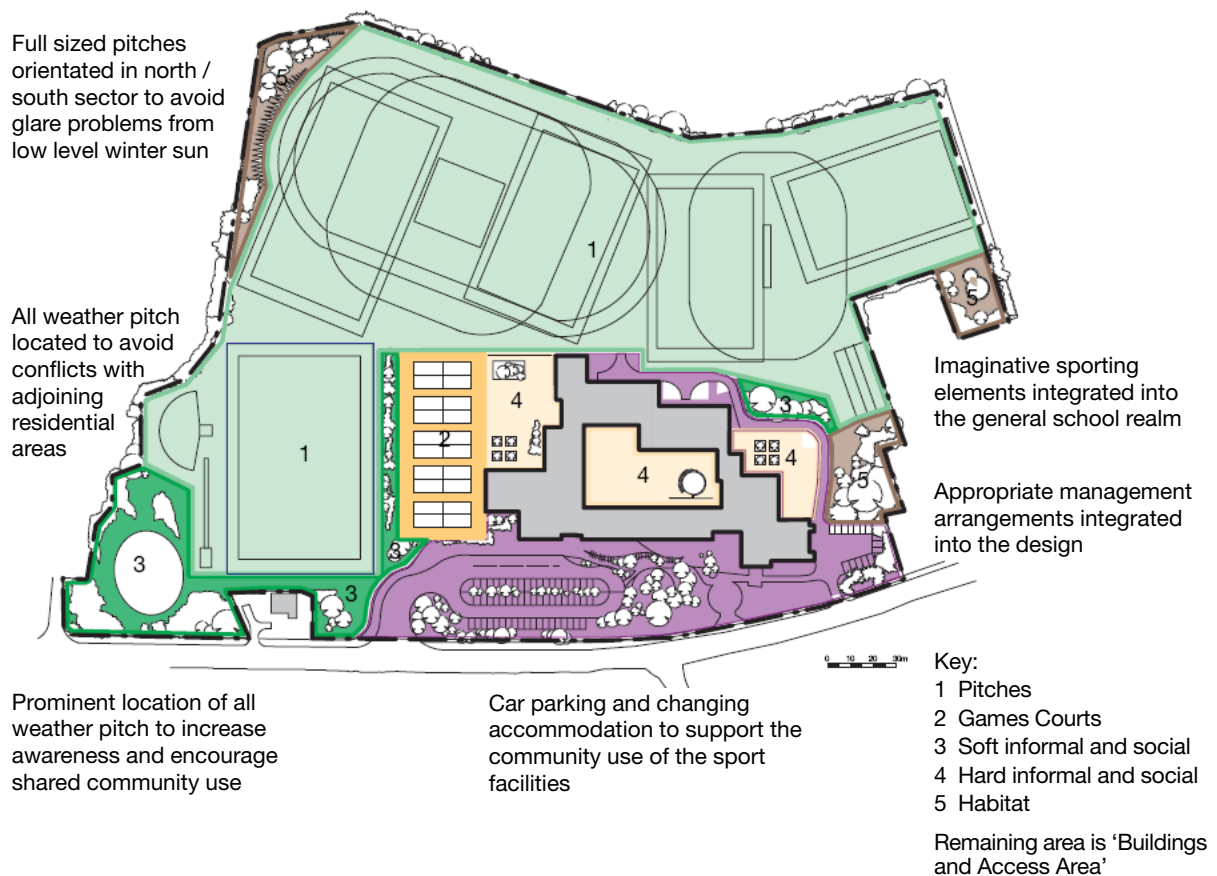 Full sized pitches
orientated in north /
south sector to avoid
glare problems from
low level winter sun
5
1
All weather pitch
located to avoid
conflicts with
adjoining
residential
areas
5
Imaginative sporting
elements integrated into
the general school realm
4
3
2
1
4
4
5
Appropriate management
arrangements integrated
into the design
3
3
3
0 10 20 30m
Prominent location of all
weather pitch to increase
awareness and encourage
shared community use
Car parking and changing
accommodation to support the
community use of the sport
facilities
Key:
1 Pitches
2 Games Courts
3 Soft informal and social
4 Hard informal and social
5 Habitat
Remaining area is ‘Buildings
and Access Area’